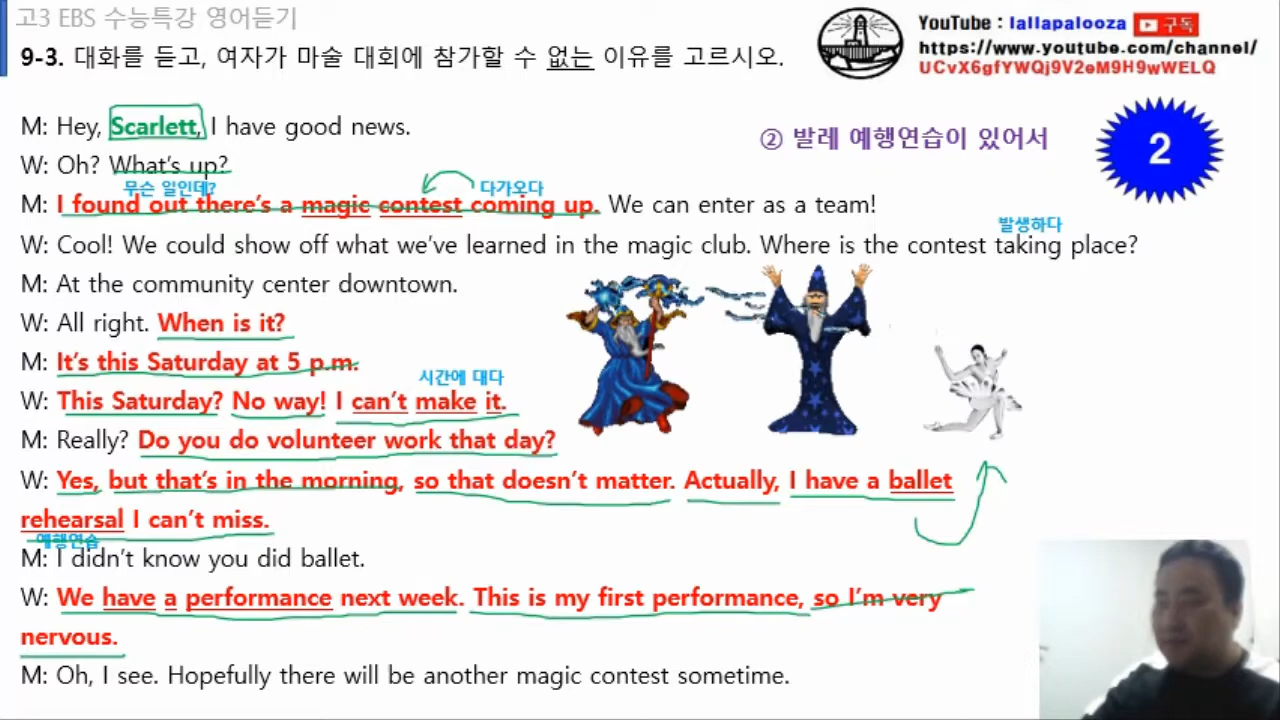 고3 EBS 수능특강 영어듣기
YouTube : lallapalooza 구독
https://www.youtube.com/channel/
UCvX6gfYWQj9V2eM9H9wWELQ
9-3. 대화를 듣고, 여자가 마술 대회에 참가할 수 없는 이유를 고르시오.
M: Hey, Scarlett, I have good news.
② 발레 예행연습이 있어서
2
W: Oh? What's up?
무슨 일인데?
다가오다
M: I found out there's a magic contest coming up. We can enter as a team!
발생하다
W: Cool! We could show off what we've learned in the magic club. Where is the contest taking place?
M: At the community center downtown.
W: All right. When is it?
M: It's this Saturday at 5 p.m.
시간에 대다
W: This Saturday? No way! I can't make it.
M: Really? Do you do volunteer work that day?
W: Yes, but that's in the morning, so that doesn't matter. Actually, I have a ballet
rehearsal I can't miss.
예행연습
M: I didn't know you did ballet.
W: We have a performance next week. This is my first performance, so I'm very
nervous.
M: Oh, I see. Hopefully there will be another magic contest sometime.